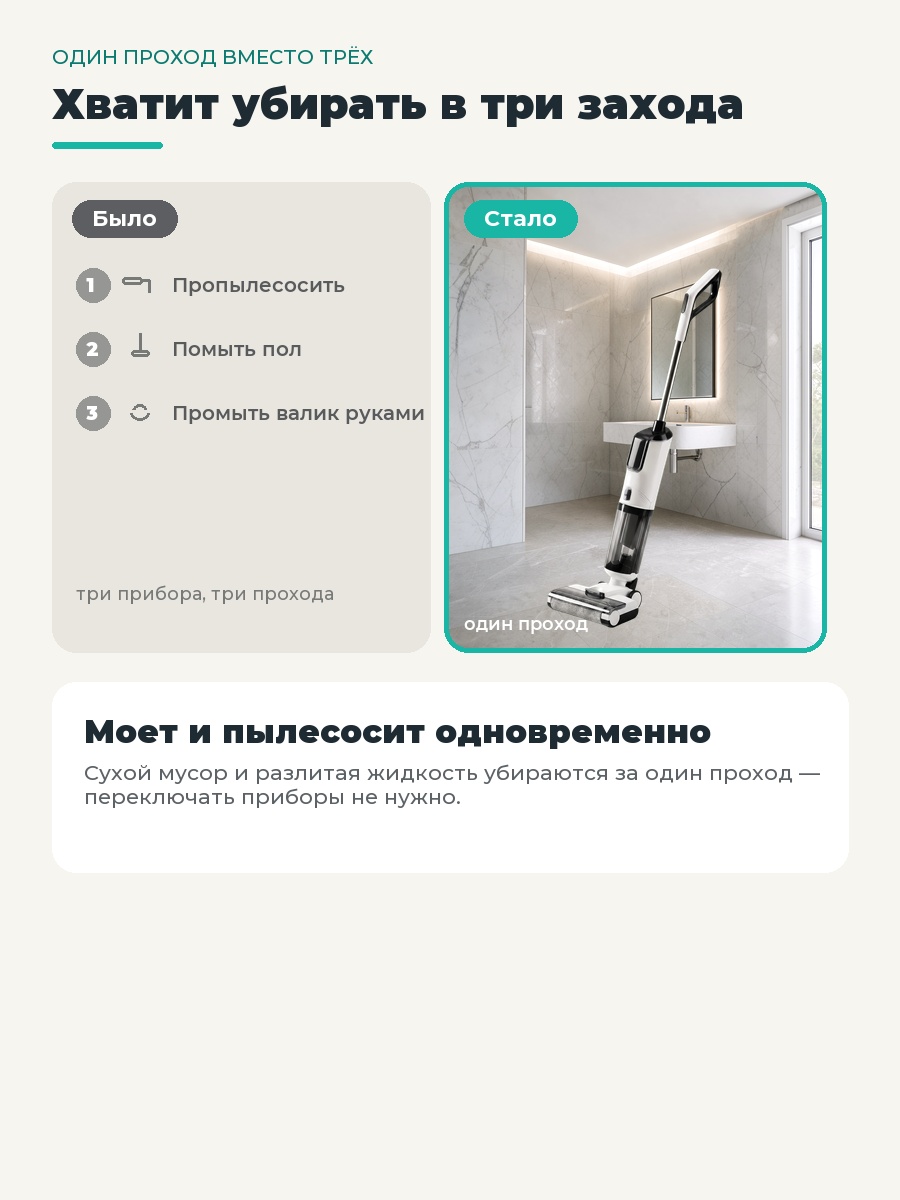 ОДИН ПРОХОД ВМЕСТО ТРЁХ
Хватит убирать в три захода
Было
1 Пропылесосить
2 Помыть пол
3 Промыть валик руками
три прибора, три прохода
Стало
один проход
Моет и пылесосит одновременно
Сухой мусор и разлитая жидкость убираются за один проход —
переключать приборы не нужно.